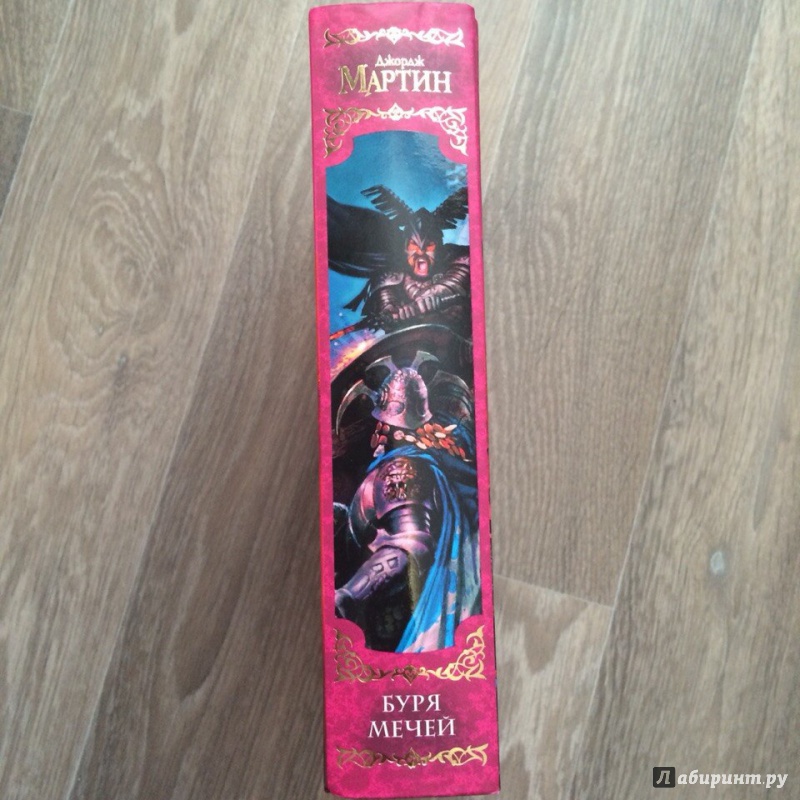 Джордж
МАРТИН
БУРЯ
МЕЧЕЙ
Лабиринт.ру